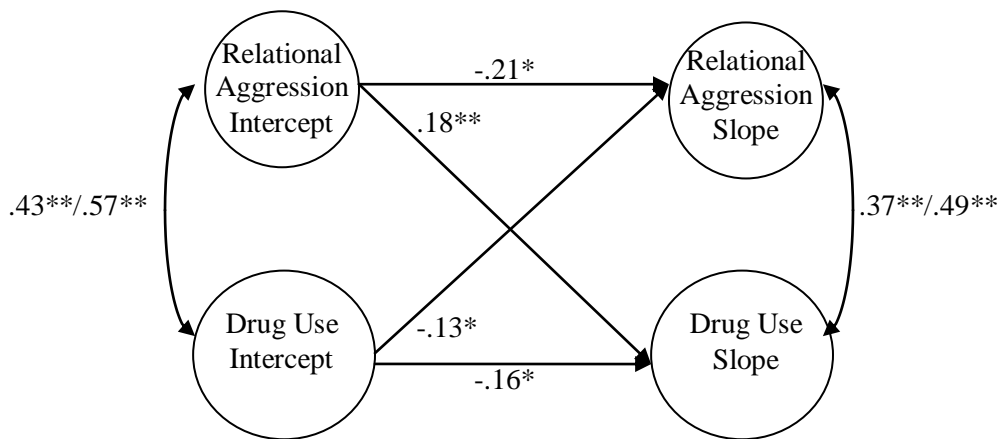 Relational
Aggression
Intercept
-.21*
.18**
Relational
Aggression
Slope
.43**/.57**
.37**/.49**
Drug Use
Intercept
-.13*
-.16*
Drug Use
Slope